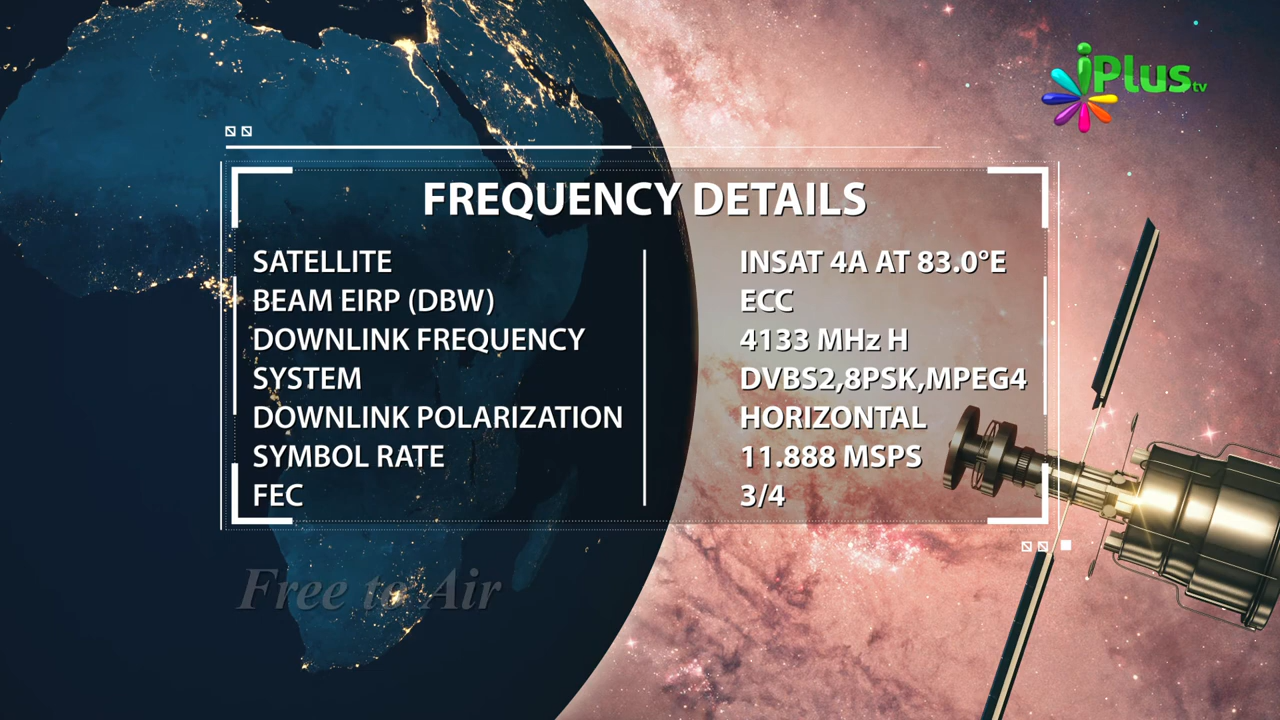 iPlus tv
FREQUENCY DETAILS
SATELLITE INSAT 4A AT 83.0°E
BEAM EIRP (DBW) ECC
DOWNLINK FREQUENCY 4133 MHz H
SYSTEM DVBS2,8PSK,MPEG4
DOWNLINK POLARIZATION HORIZONTAL
SYMBOL RATE 11.888 MSPS
FEC 3/4
Free to Air